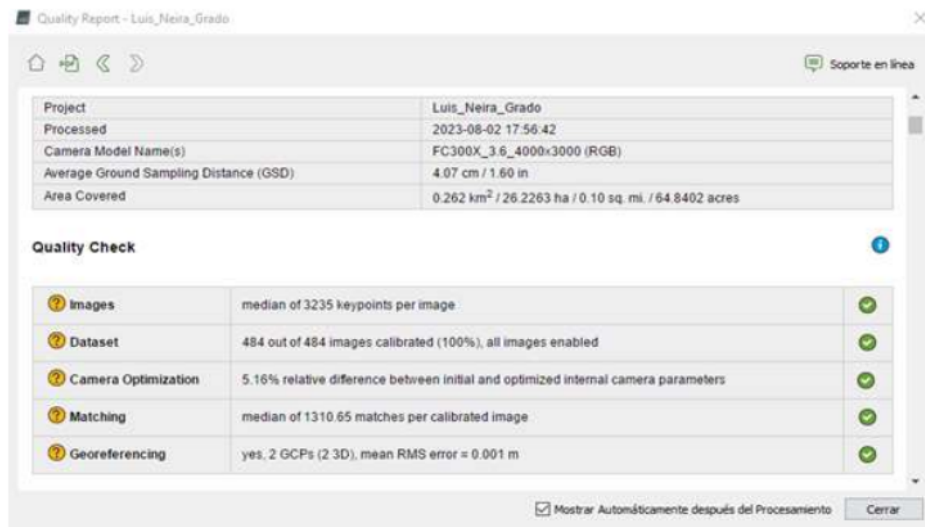 Quality Report - Luis_Neira_Grado
Soporte en línea
Project Luis_Neira_Grado
Processed 2023-08-02 17:56:42
Camera Model Name(s) FC300X_3.6_4000x3000 (RGB)
Average Ground Sampling Distance (GSD) 4.07 cm / 1.60 in
Area Covered 0.262 km² / 26.2263 ha / 0.10 sq. mi. / 64.8402 acres
Quality Check
Images median of 3235 keypoints per image
Dataset 484 out of 484 images calibrated (100%), all images enabled
Camera Optimization 5.16% relative difference between initial and optimized internal camera parameters
Matching median of 1310.65 matches per calibrated image
Georeferencing yes, 2 GCPs (2 3D), mean RMS error = 0.001 m
Mostrar Automáticamente después del Procesamiento Cerrar